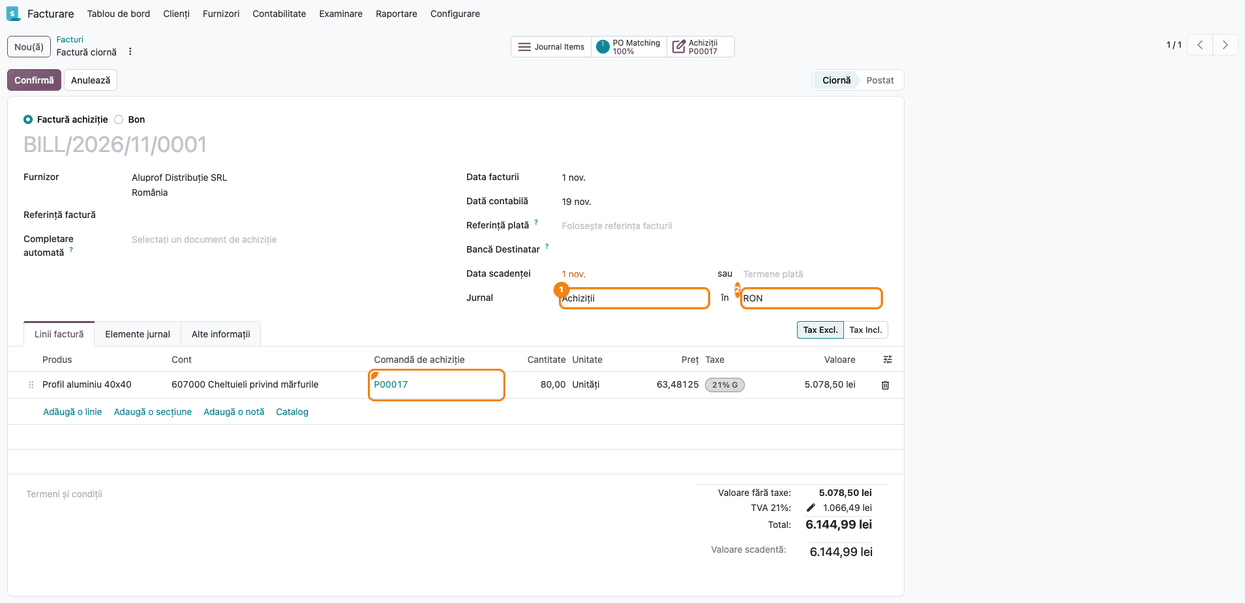 Facturare Tablou de bord Clienți Furnizori Contabilitate Examinare Raportare Configurare
Nou(ă) Facturi
Factură ciornă
Journal Items PO Matching 100% Achiziții P00017
1 / 1
Confirmă Anulează
Ciornă Postat
Factură achiziție Bon
BILL/2026/11/0001
Furnizor Aluprof Distribuție SRL
România
Referință factură
Completare automată ? Selectați un document de achiziție
Data facturii 1 nov.
Dată contabilă 19 nov.
Referință plată ? Folosește referința facturii
Bancă Destinatar ?
Data scadenței 1 nov. sau Termene plată
Jurnal 1 Achiziții în 2 RON
Linii factură Elemente jurnal Alte informații Tax Excl. Tax Incl.
Produs Cont Comandă de achiziție Cantitate Unitate Preț Taxe Valoare
Profil aluminiu 40x40 607000 Cheltuieli privind mărfurile P00017 80,00 Unități 63,48125 21% G 5.078,50 lei
Adăugă o linie Adaugă o secțiune Adaugă o notă Catalog
Termeni și condiții
Valoare fără taxe: 5.078,50 lei
TVA 21%: 1.066,49 lei
Total: 6.144,99 lei
Valoare scadentă: 6.144,99 lei